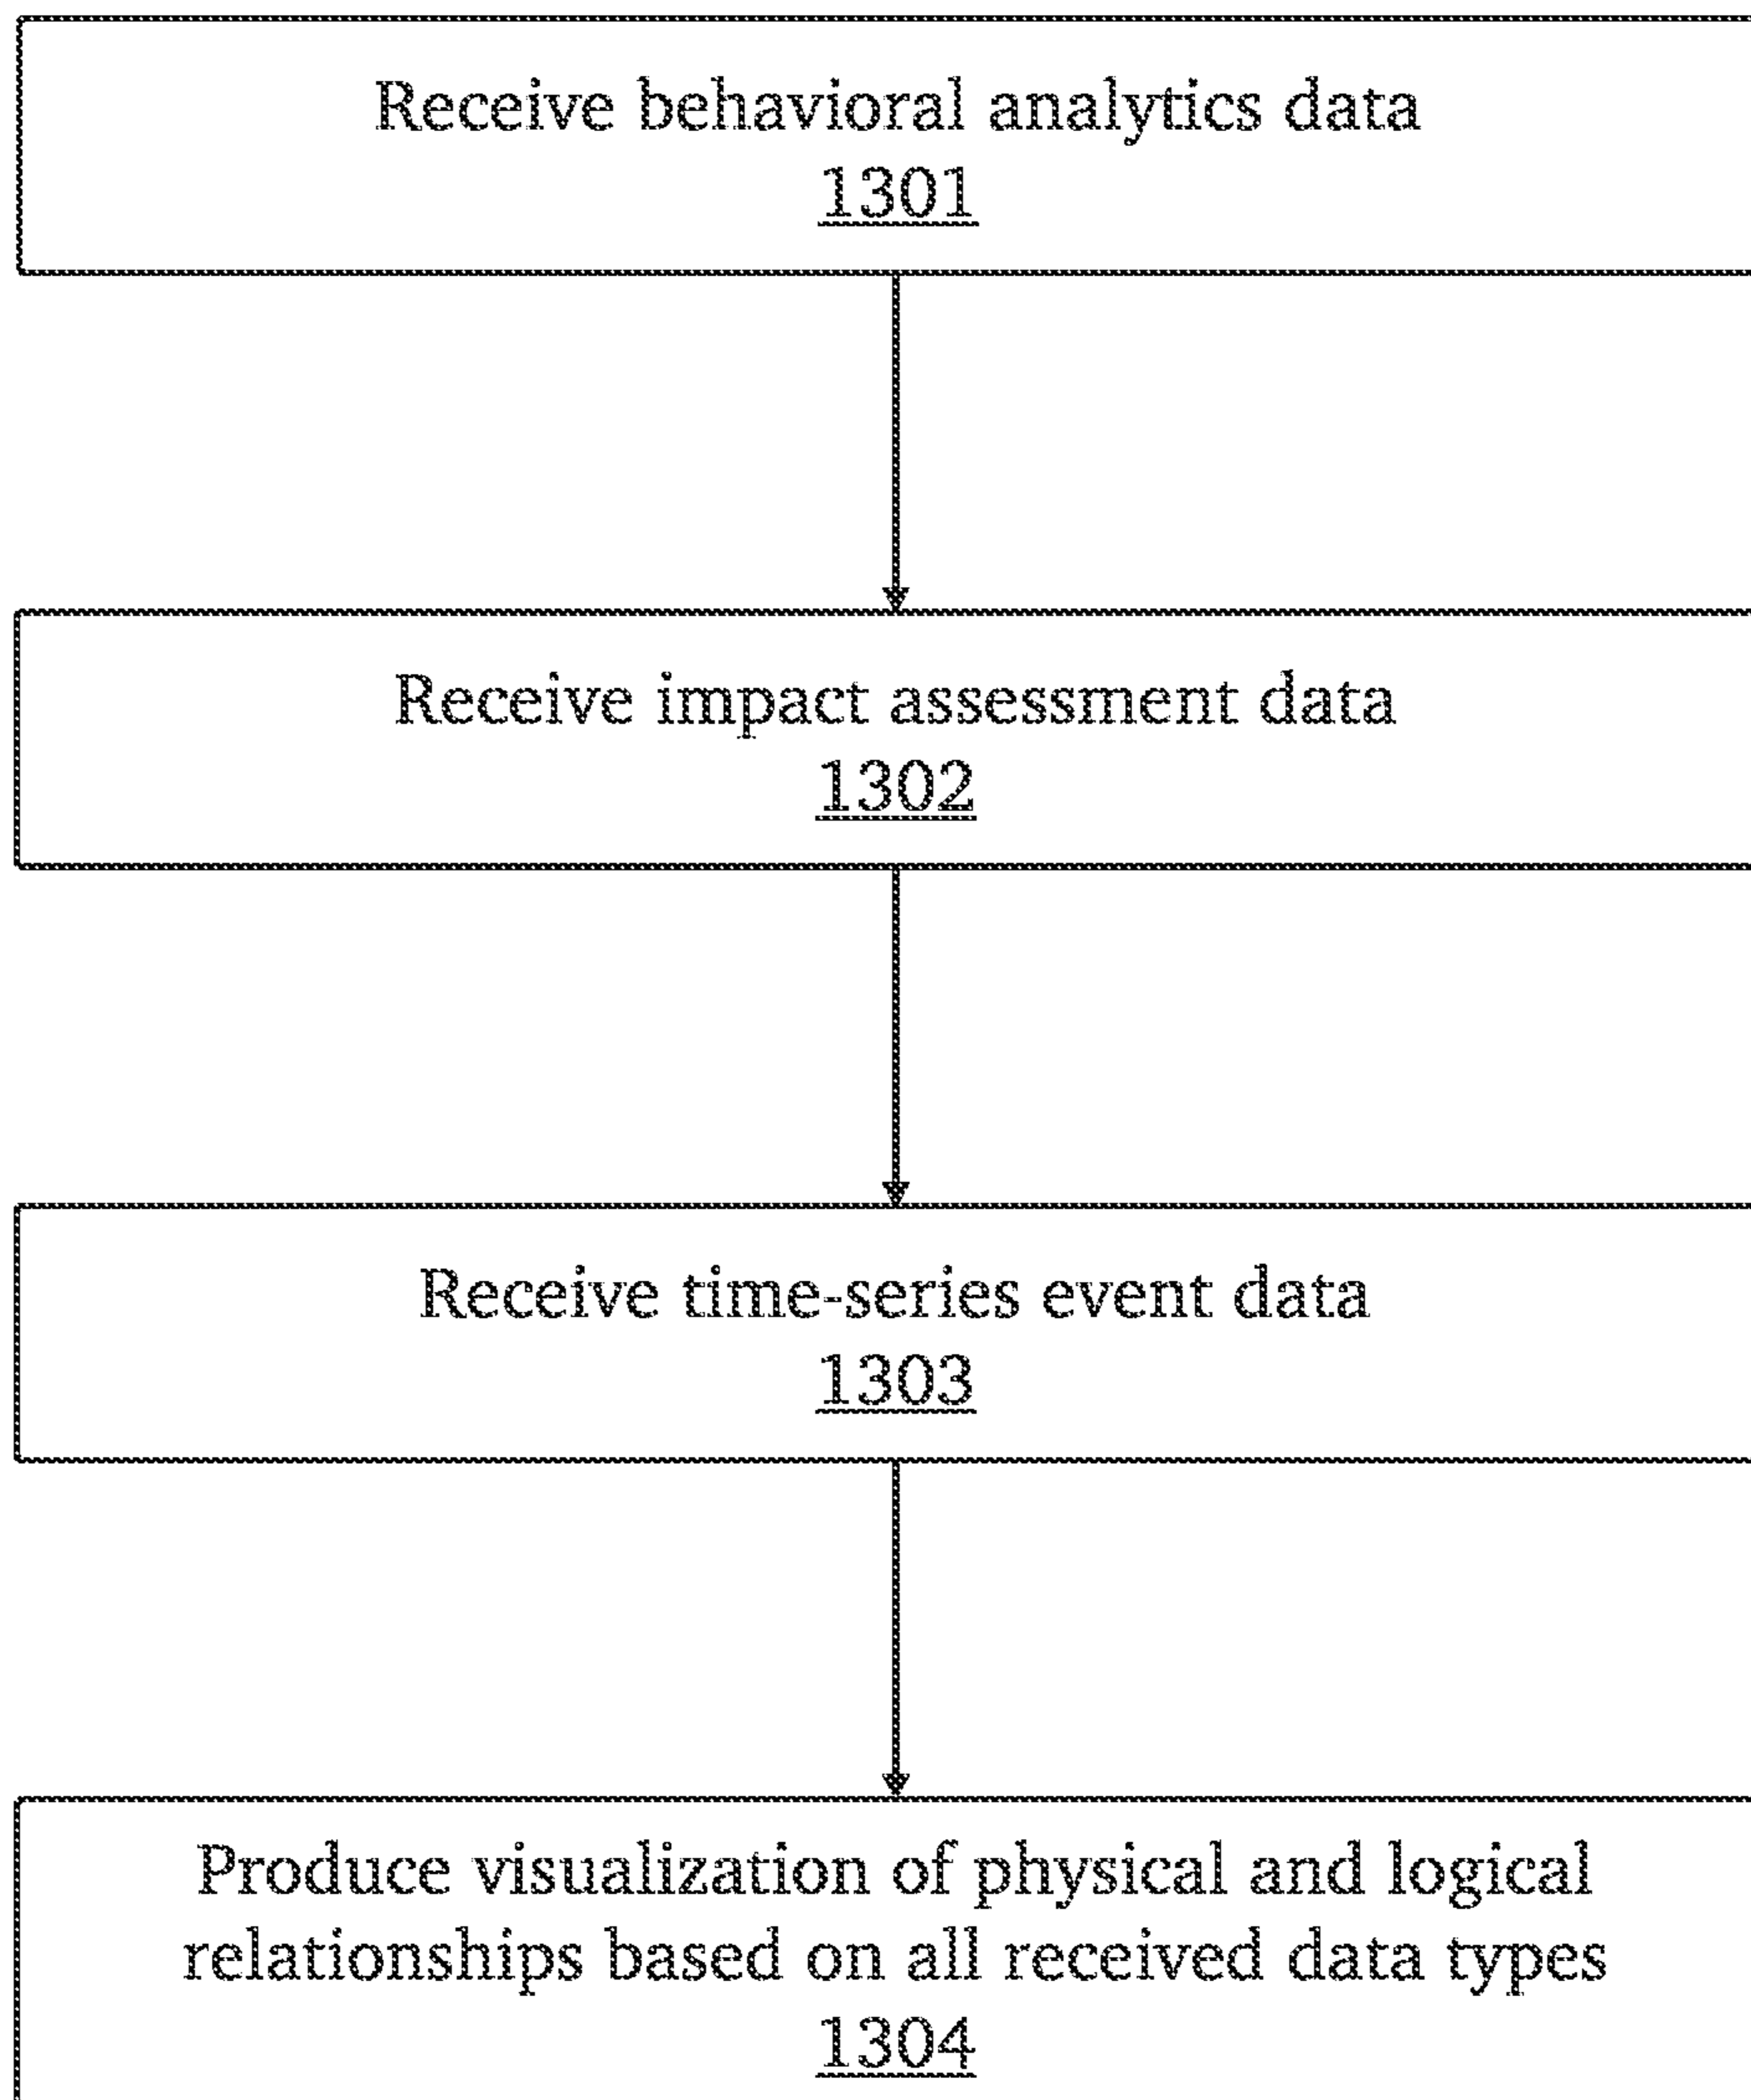 Receive behavioral analytics data
1301
Receive impact assessment data
1302
Receive time-series event data
1303
Produce visualization of physical and logical
relationships based on all received data types
1304